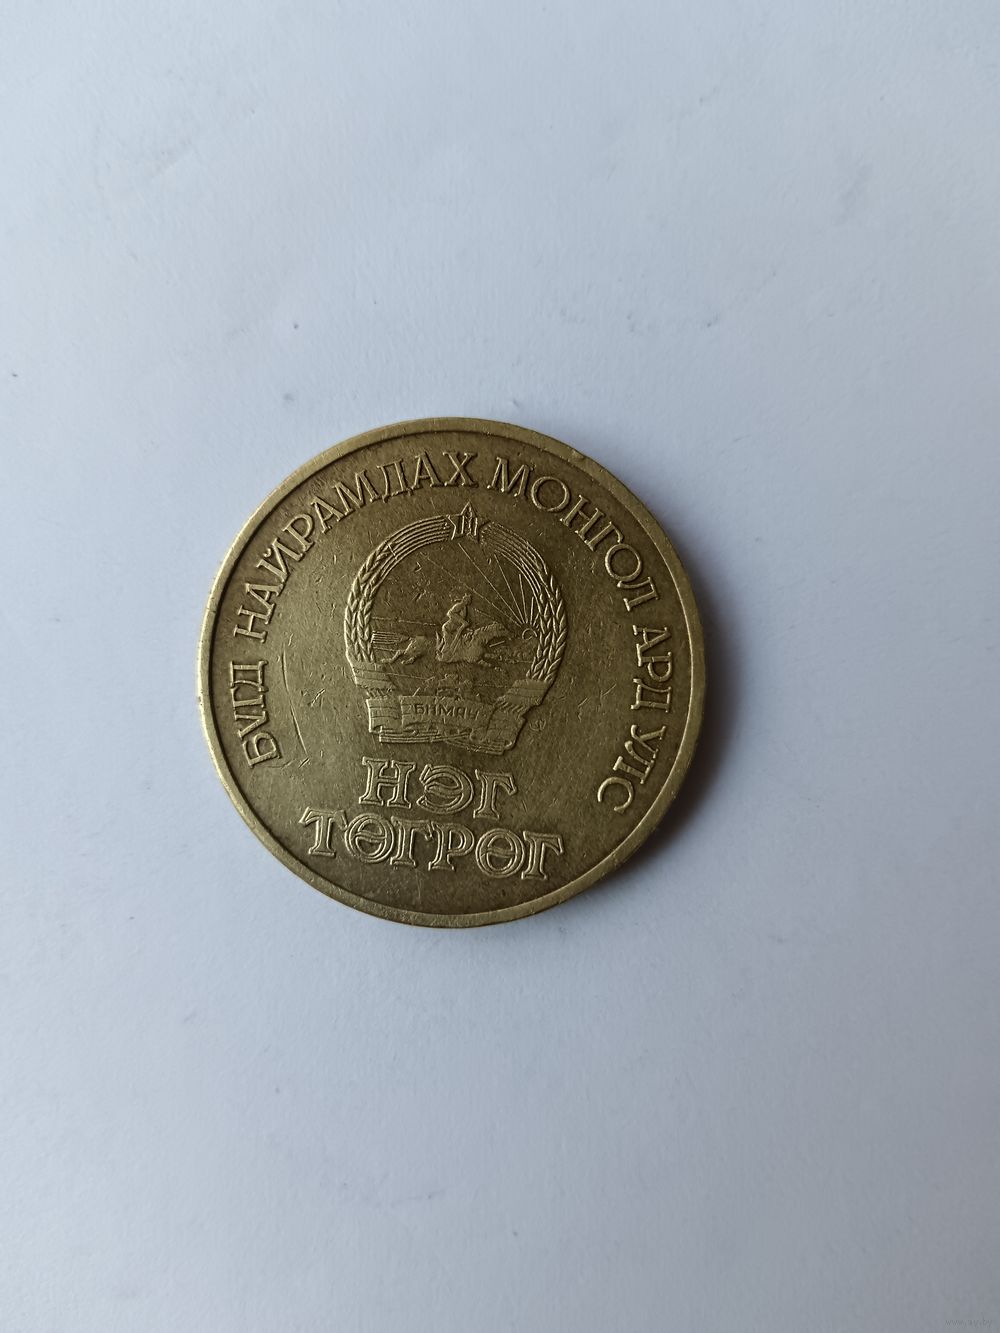 БҮГД НАЙРАМДАХ МОНГОЛ АРД УЛС
БНМАУ
НЭГ
ТӨГРӨГ